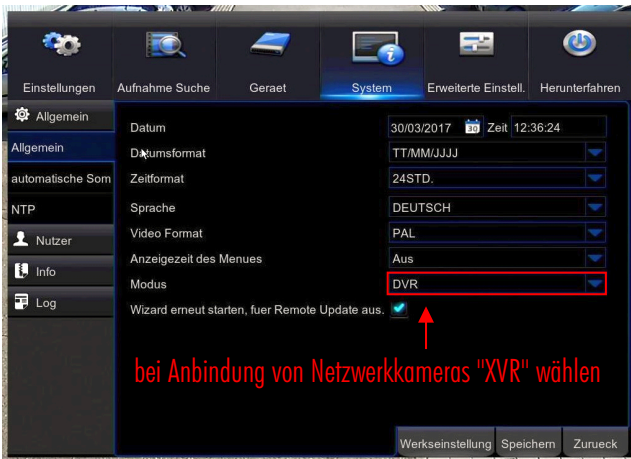 Einstellungen Aufnahme Suche Geraet System Erweiterte Einstell. Herunterfahren
Allgemein
Allgemein
automatische Som
NTP
Nutzer
Info
Log
Datum 30/03/2017 30 Zeit 12:36:24
Datumsformat TT/MM/JJJJ
Zeitformat 24STD.
Sprache DEUTSCH
Video Format PAL
Anzeigezeit des Menues Aus
Modus DVR
Wizard erneut starten, fuer Remote Update aus.
bei Anbindung von Netzwerkkameras "XVR" wählen
Werkseinstellung Speichern Zurueck